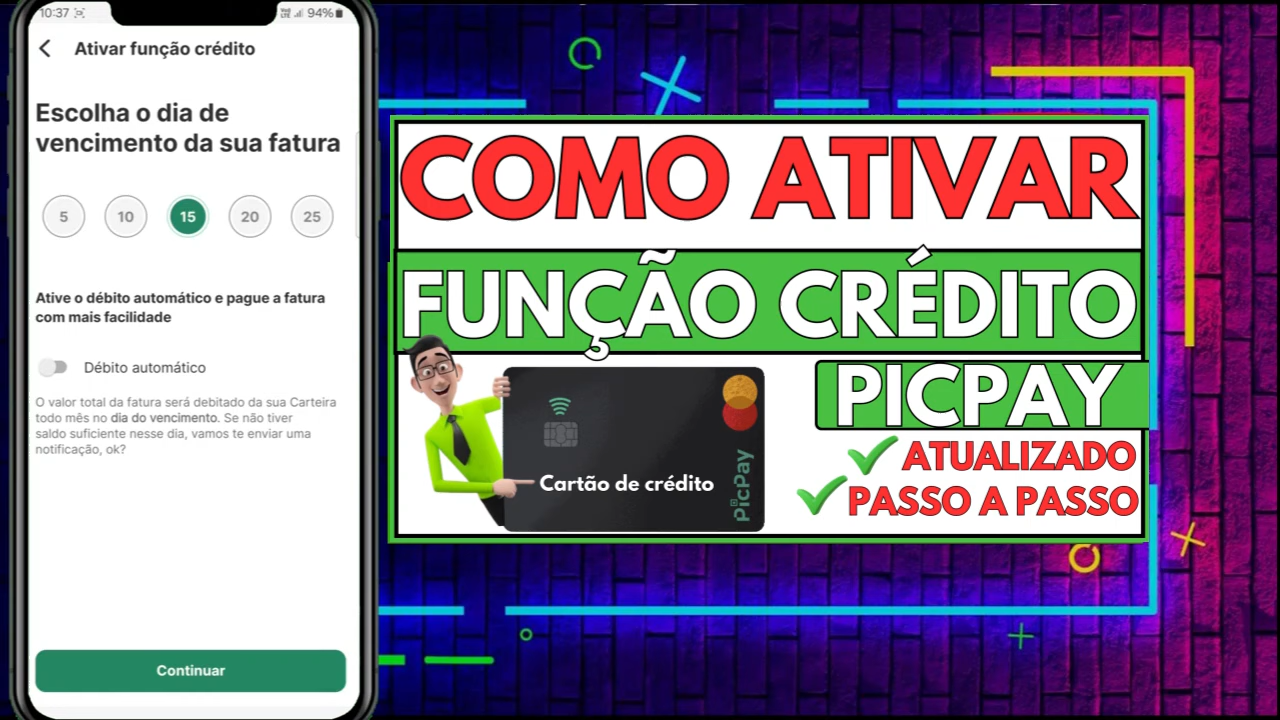 10:37
94%
Ativar função crédito
Escolha o dia de
vencimento da sua fatura
5 10 15 20 25
Ative o débito automático e pague a fatura
com mais facilidade
Débito automático
O valor total da fatura será debitado da sua Carteira
todo mês no dia do vencimento. Se não tiver
saldo suficiente nesse dia, vamos te enviar uma
notificação, ok?
Continuar
COMO ATIVAR
FUNÇÃO CRÉDITO
PICPAY
ATUALIZADO
PASSO A PASSO
Cartão de crédito
PicPay